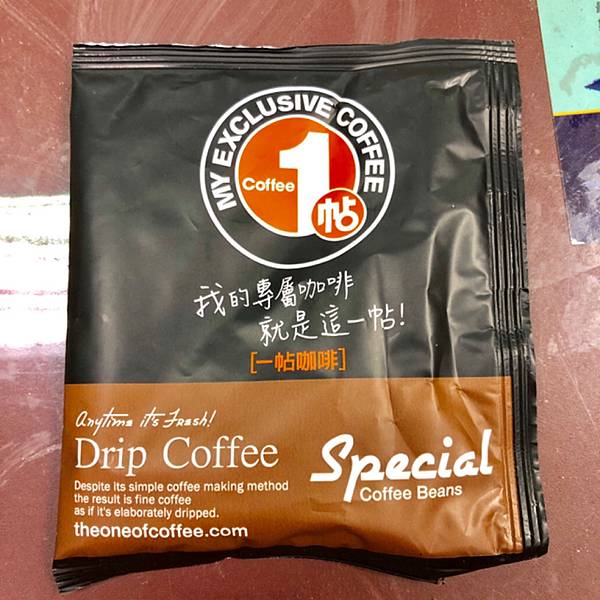 MY EXCLUSIVE COFFEE
Coffee 1
帖
我的專屬咖啡
就是這一帖!
[一帖咖啡]
Anytime it's Fresh!
Drip Coffee
Special
Coffee Beans
Despite its simple coffee making method
the result is fine coffee
as if it's elaborately dripped.
theoneofcoffee.com